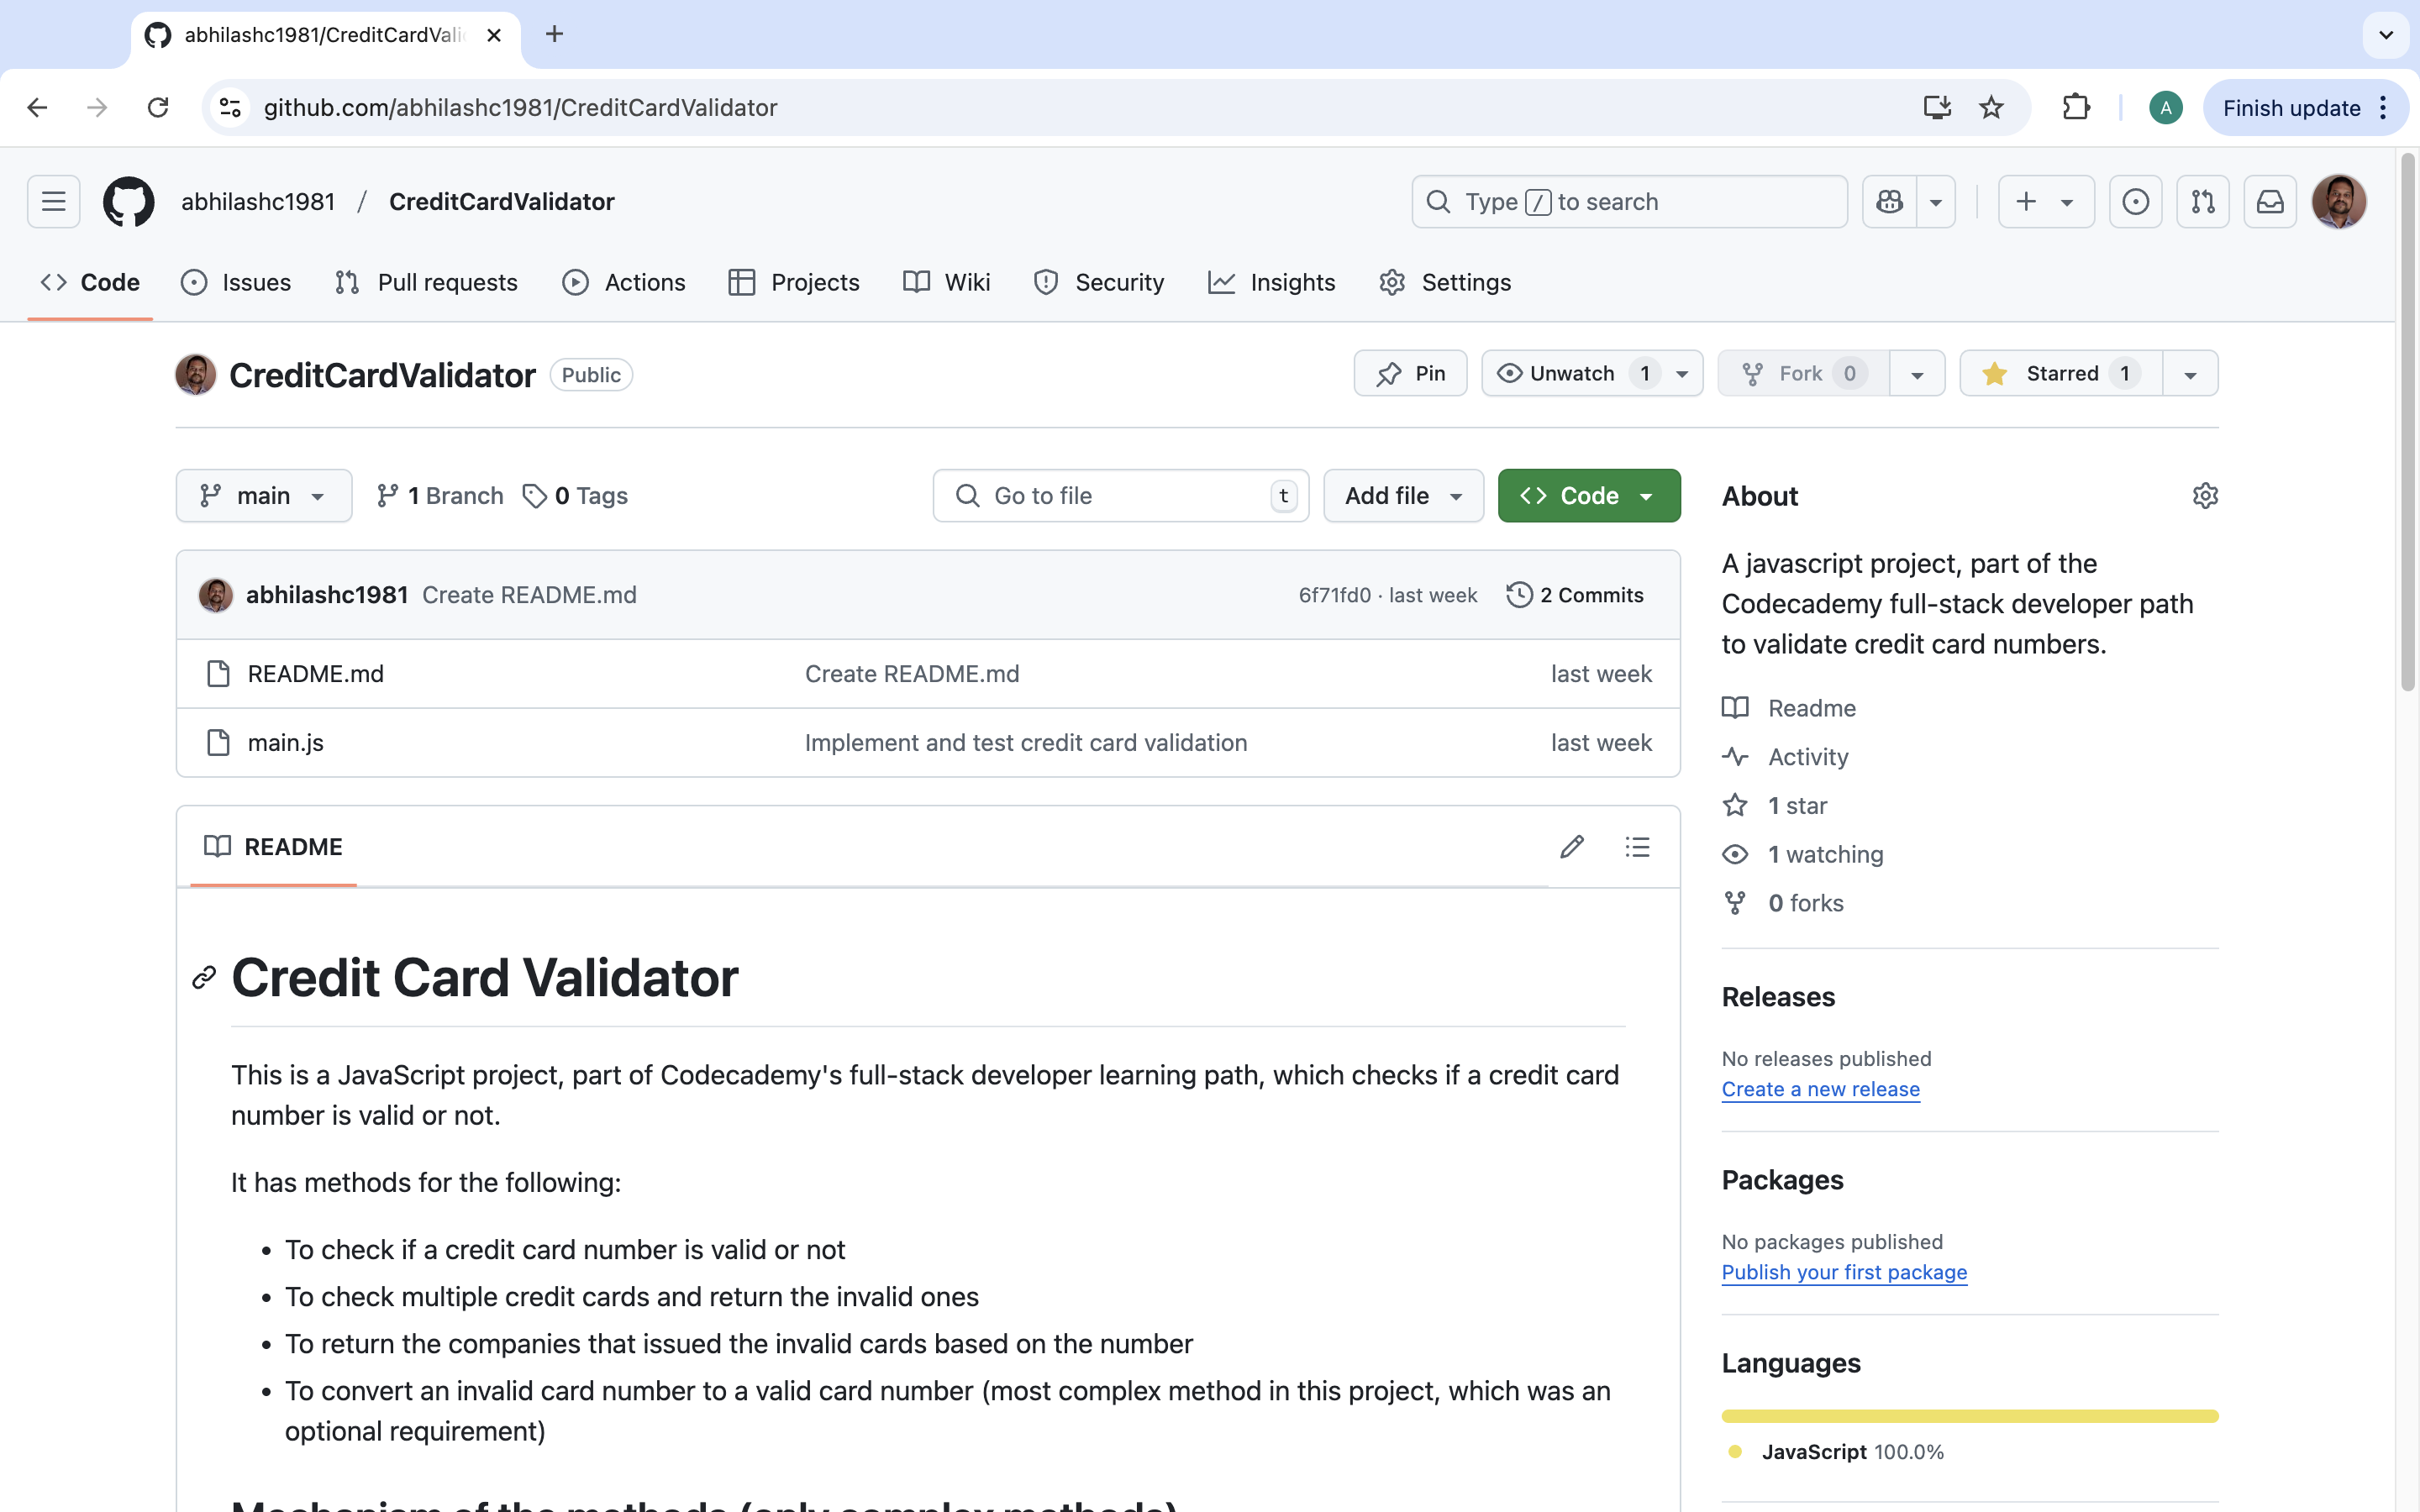 abhilashc1981/CreditCardVali
github.com/abhilashc1981/CreditCardValidator
A
Finish update
abhilashc1981 / CreditCardValidator
Type / to search
Code Issues Pull requests Actions Projects Wiki Security Insights Settings
CreditCardValidator Public
Pin Unwatch 1 Fork 0 Starred 1
main 1 Branch 0 Tags
Go to file t Add file Code
abhilashc1981 Create README.md 6f71fd0 · last week 2 Commits
README.md Create README.md last week
main.js Implement and test credit card validation last week
README
Credit Card Validator
This is a JavaScript project, part of Codecademy's full-stack developer learning path, which checks if a credit card
number is valid or not.
It has methods for the following:
• To check if a credit card number is valid or not
• To check multiple credit cards and return the invalid ones
• To return the companies that issued the invalid cards based on the number
• To convert an invalid card number to a valid card number (most complex method in this project, which was an
optional requirement)
Mechanism of the methods (only complex methods)
About
A javascript project, part of the
Codecademy full-stack developer path
to validate credit card numbers.
Readme
Activity
1 star
1 watching
0 forks
Releases
No releases published
Create a new release
Packages
No packages published
Publish your first package
Languages
JavaScript 100.0%